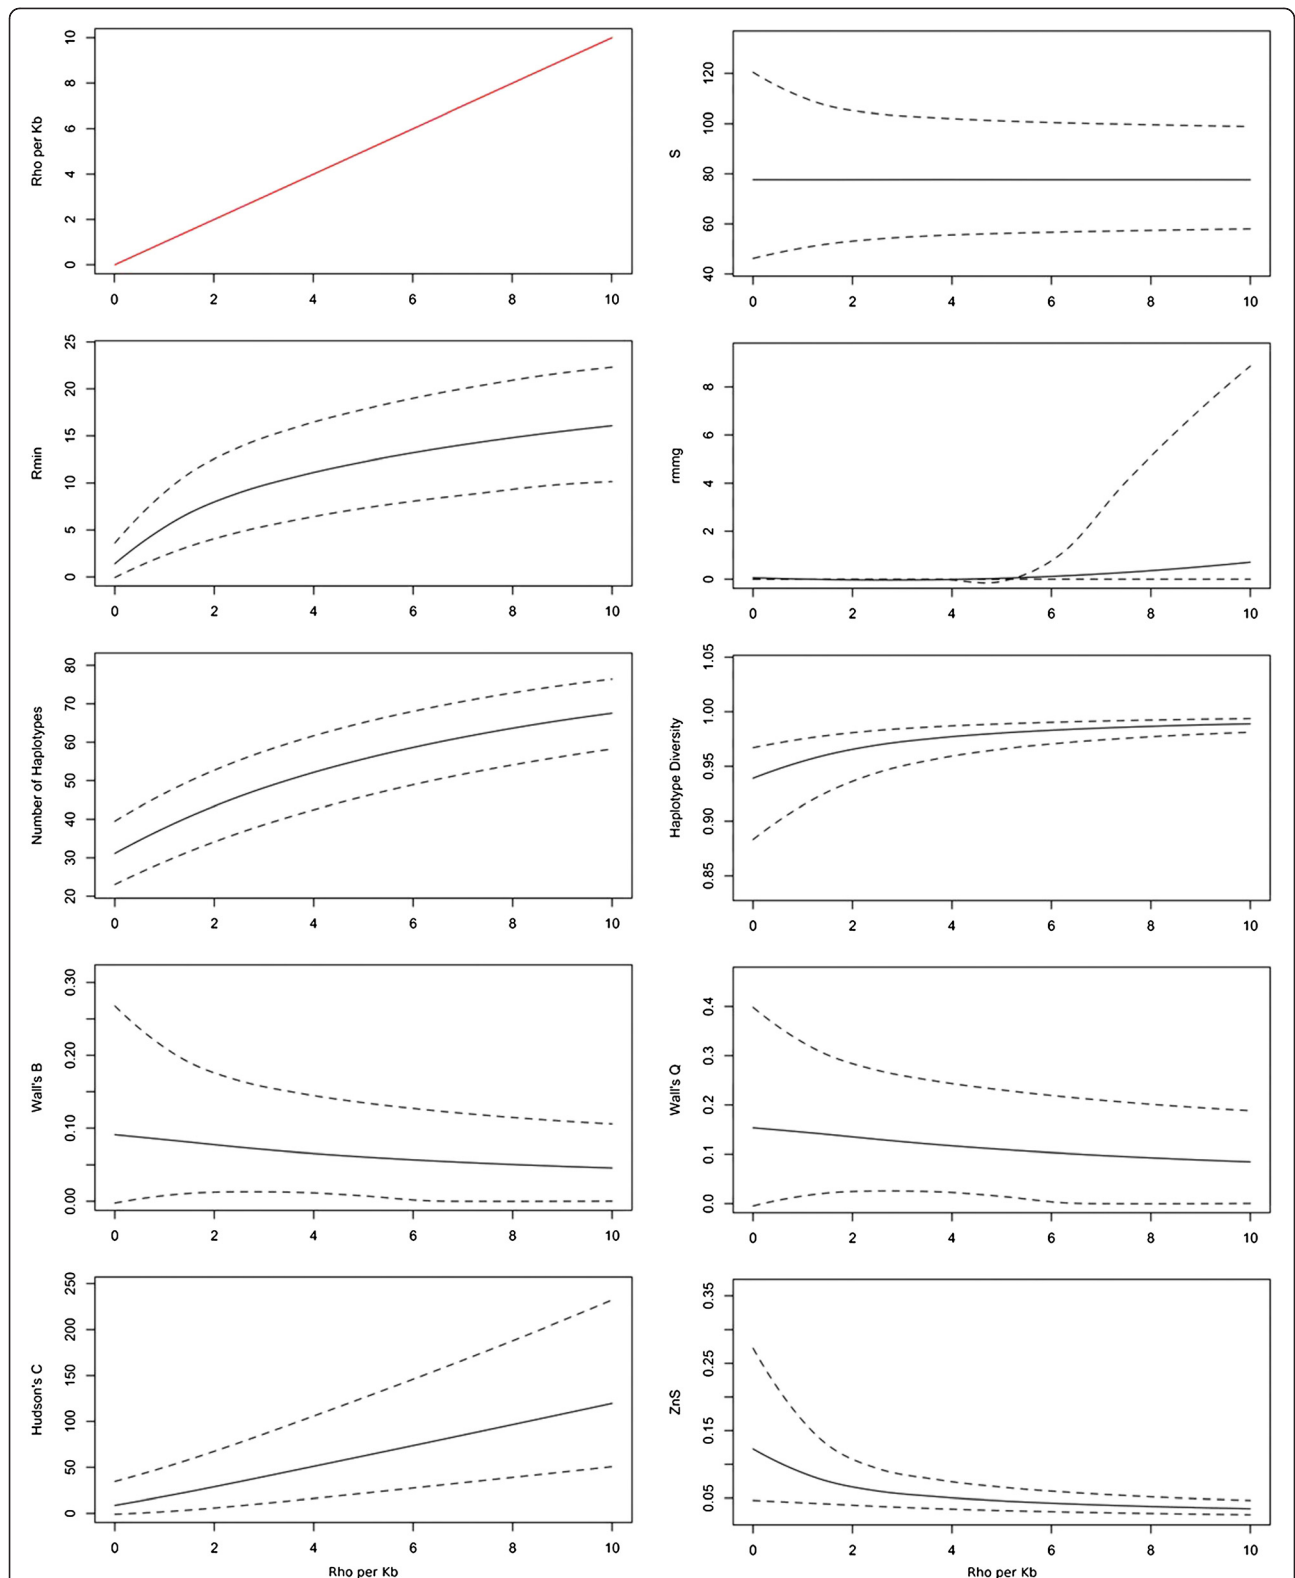 Rho per Kb
10
8
6
4
2
0
0 2 4 6 8 10
S
120
100
80
60
40
0 2 4 6 8 10
Rmin
25
20
15
10
5
0
0 2 4 6 8 10
rmmg
8
6
4
2
0
0 2 4 6 8 10
Number of Haplotypes
80
70
60
50
40
30
20
0 2 4 6 8 10
Haplotype Diversity
1.05
1.00
0.95
0.90
0.85
0 2 4 6 8 10
Wall's B
0.30
0.20
0.10
0.00
0 2 4 6 8 10
Wall's Q
0.4
0.3
0.2
0.1
0.0
0 2 4 6 8 10
Hudson's C
250
200
150
100
50
0
0 2 4 6 8 10
Rho per Kb
ZnS
0.35
0.25
0.15
0.05
0 2 4 6 8 10
Rho per Kb